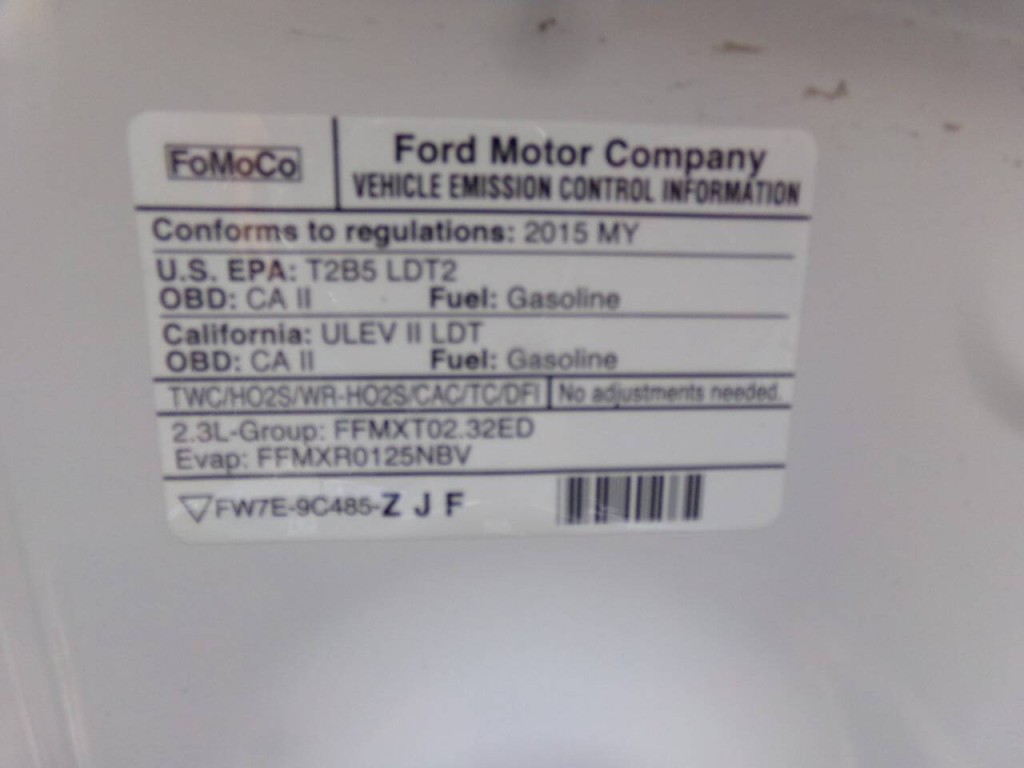 FoMoCo
Ford Motor Company
VEHICLE EMISSION CONTROL INFORMATION
Conforms to regulations: 2015 MY
U.S. EPA: T2B5 LDT2
OBD: CA II Fuel: Gasoline
California: ULEV II LDT
OBD: CA II Fuel: Gasoline
TWC/HO2S/WR-HO2S/CAC/TC/DFI No adjustments needed.
2.3L-Group: FFMXT02.32ED
Evap: FFMXR0125NBV
FW7E-9C485-Z J F